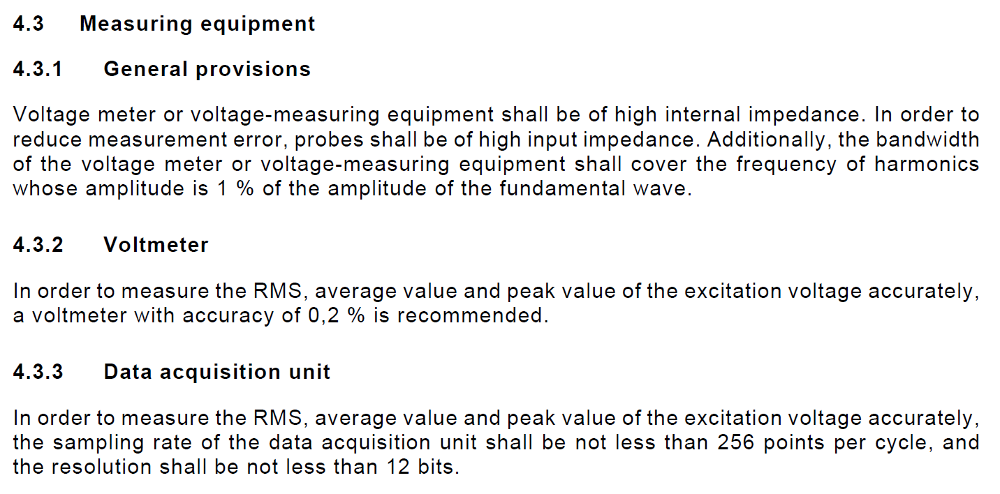 4.3 Measuring equipment
4.3.1 General provisions
Voltage meter or voltage-measuring equipment shall be of high internal impedance. In order to
reduce measurement error, probes shall be of high input impedance. Additionally, the bandwidth
of the voltage meter or voltage-measuring equipment shall cover the frequency of harmonics
whose amplitude is 1 % of the amplitude of the fundamental wave.
4.3.2 Voltmeter
In order to measure the RMS, average value and peak value of the excitation voltage accurately,
a voltmeter with accuracy of 0,2 % is recommended.
4.3.3 Data acquisition unit
In order to measure the RMS, average value and peak value of the excitation voltage accurately,
the sampling rate of the data acquisition unit shall be not less than 256 points per cycle, and
the resolution shall be not less than 12 bits.